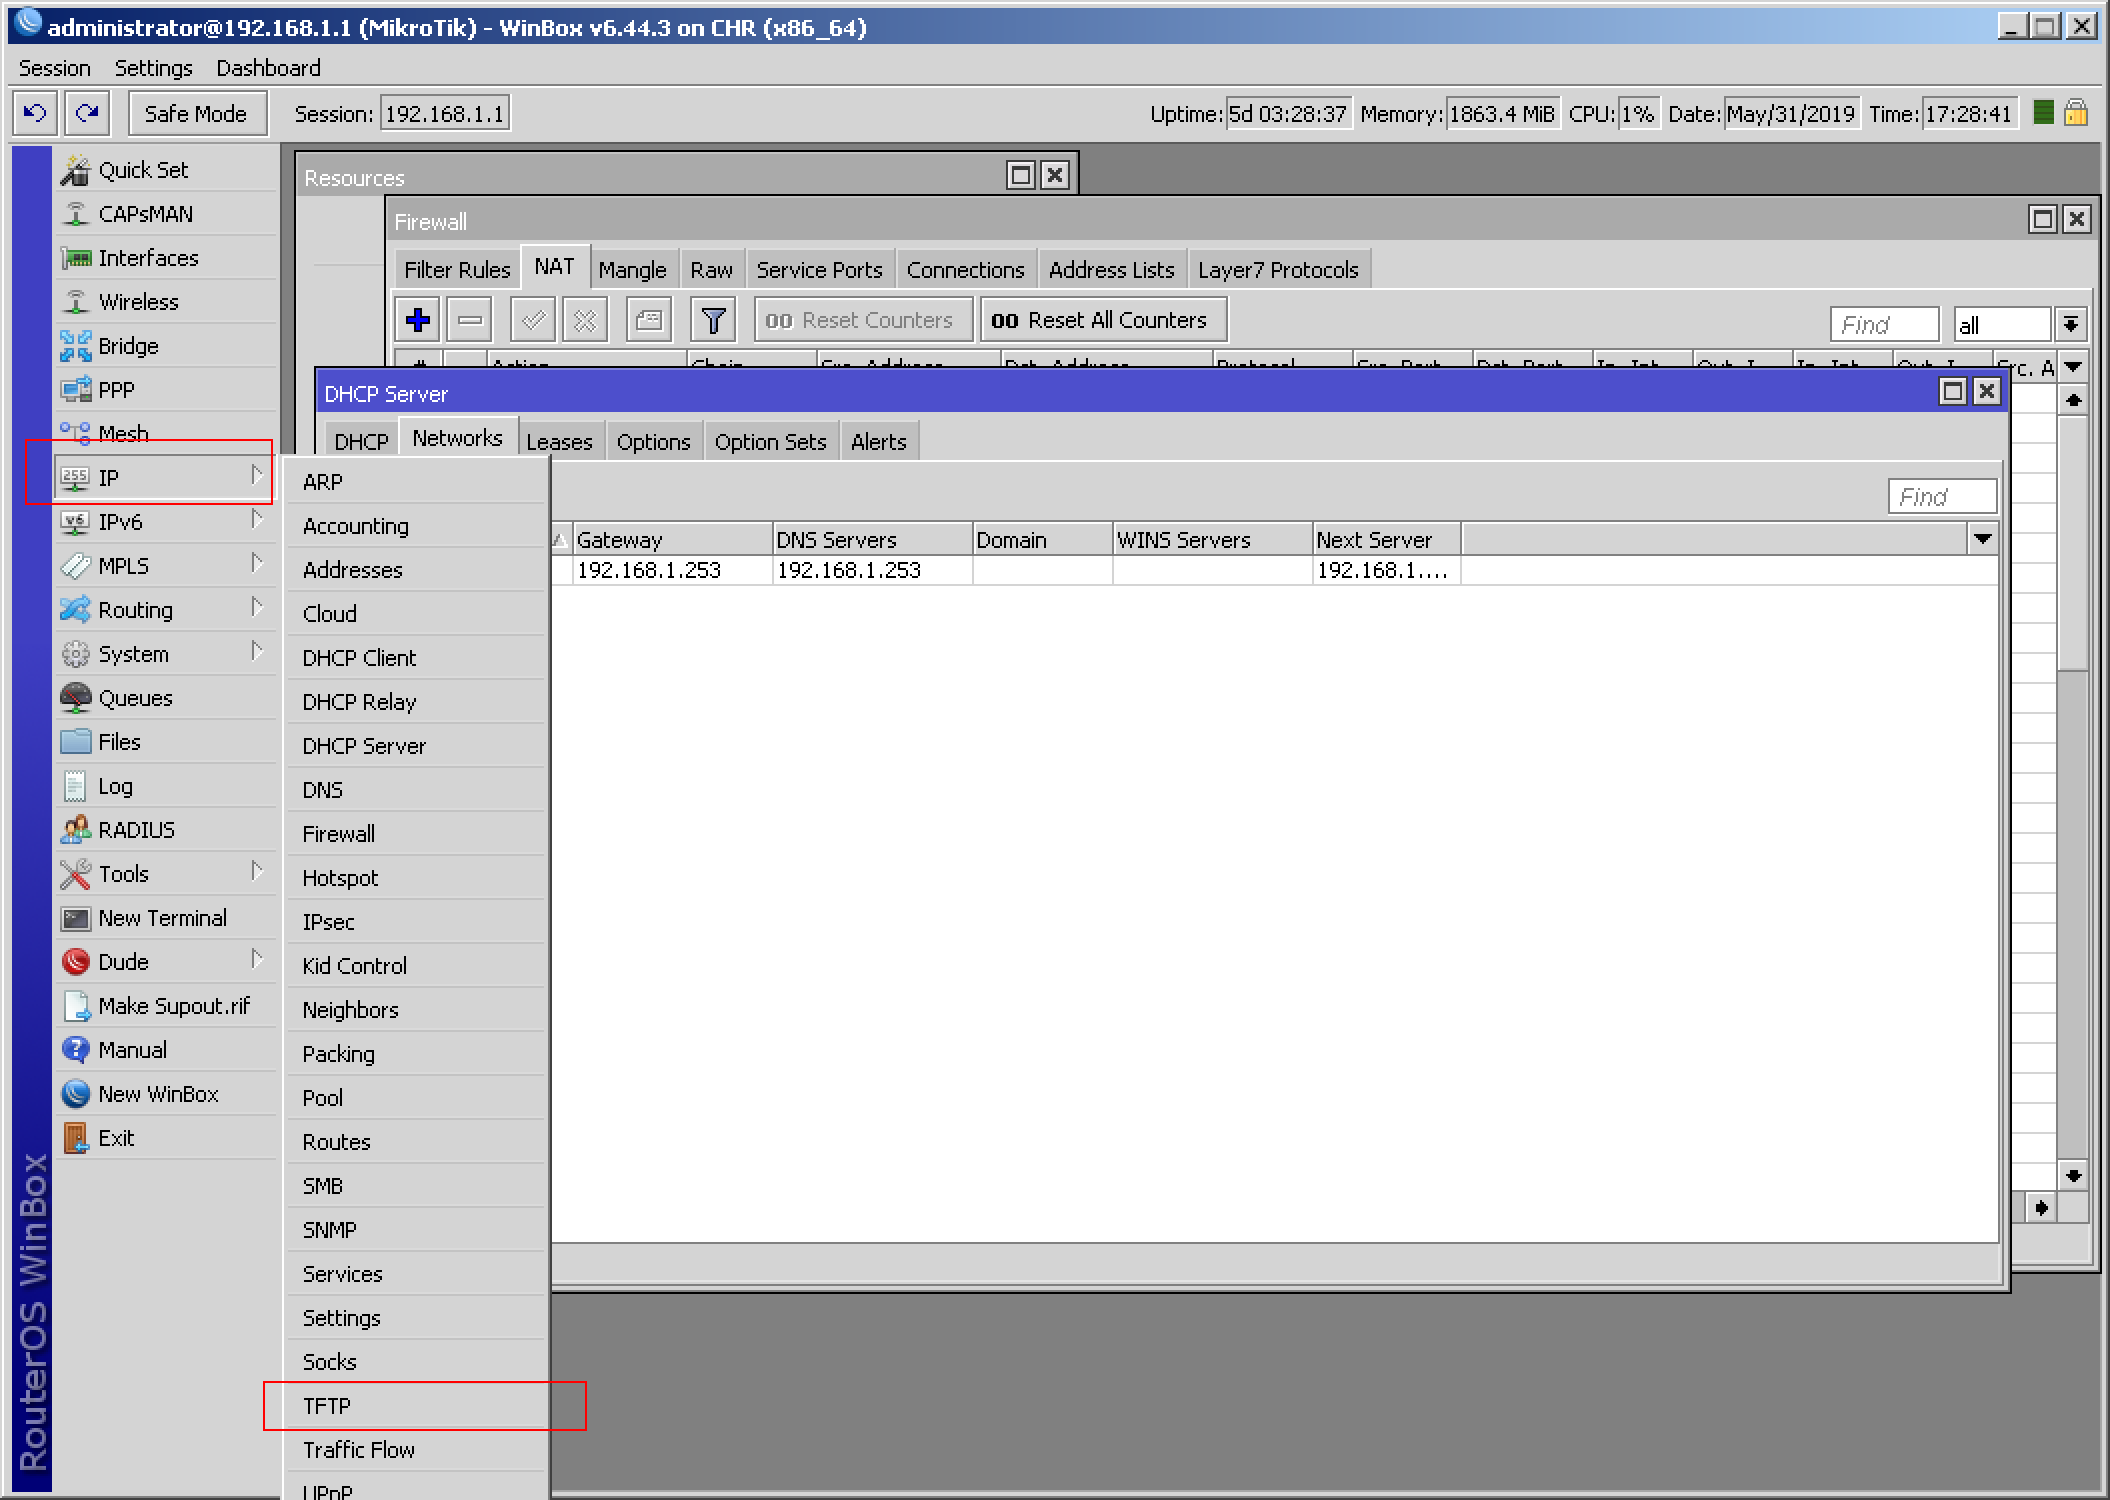 administrator@192.168.1.1 (MikroTik) - WinBox v6.44.3 on CHR (x86_64)
Session Settings Dashboard
Safe Mode Session: 192.168.1.1 Uptime: 5d 03:28:37 Memory: 1863.4 MiB CPU: 1% Date: May/31/2019 Time: 17:28:41
RouterOS WinBox
Quick Set
CAPsMAN
Interfaces
Wireless
Bridge
PPP
Mesh
IP
IPv6
MPLS
Routing
System
Queues
Files
Log
RADIUS
Tools
New Terminal
Dude
Make Supout.rif
Manual
New WinBox
Exit
Resources
Firewall
Filter Rules NAT Mangle Raw Service Ports Connections Address Lists Layer7 Protocols
00 Reset Counters 00 Reset All Counters Find all
DHCP Server
DHCP Networks Leases Options Option Sets Alerts
Find
Gateway DNS Servers Domain WINS Servers Next Server
192.168.1.253 192.168.1.253 192.168.1....
ARP
Accounting
Addresses
Cloud
DHCP Client
DHCP Relay
DHCP Server
DNS
Firewall
Hotspot
IPsec
Kid Control
Neighbors
Packing
Pool
Routes
SMB
SNMP
Services
Settings
Socks
TFTP
Traffic Flow
UPnP